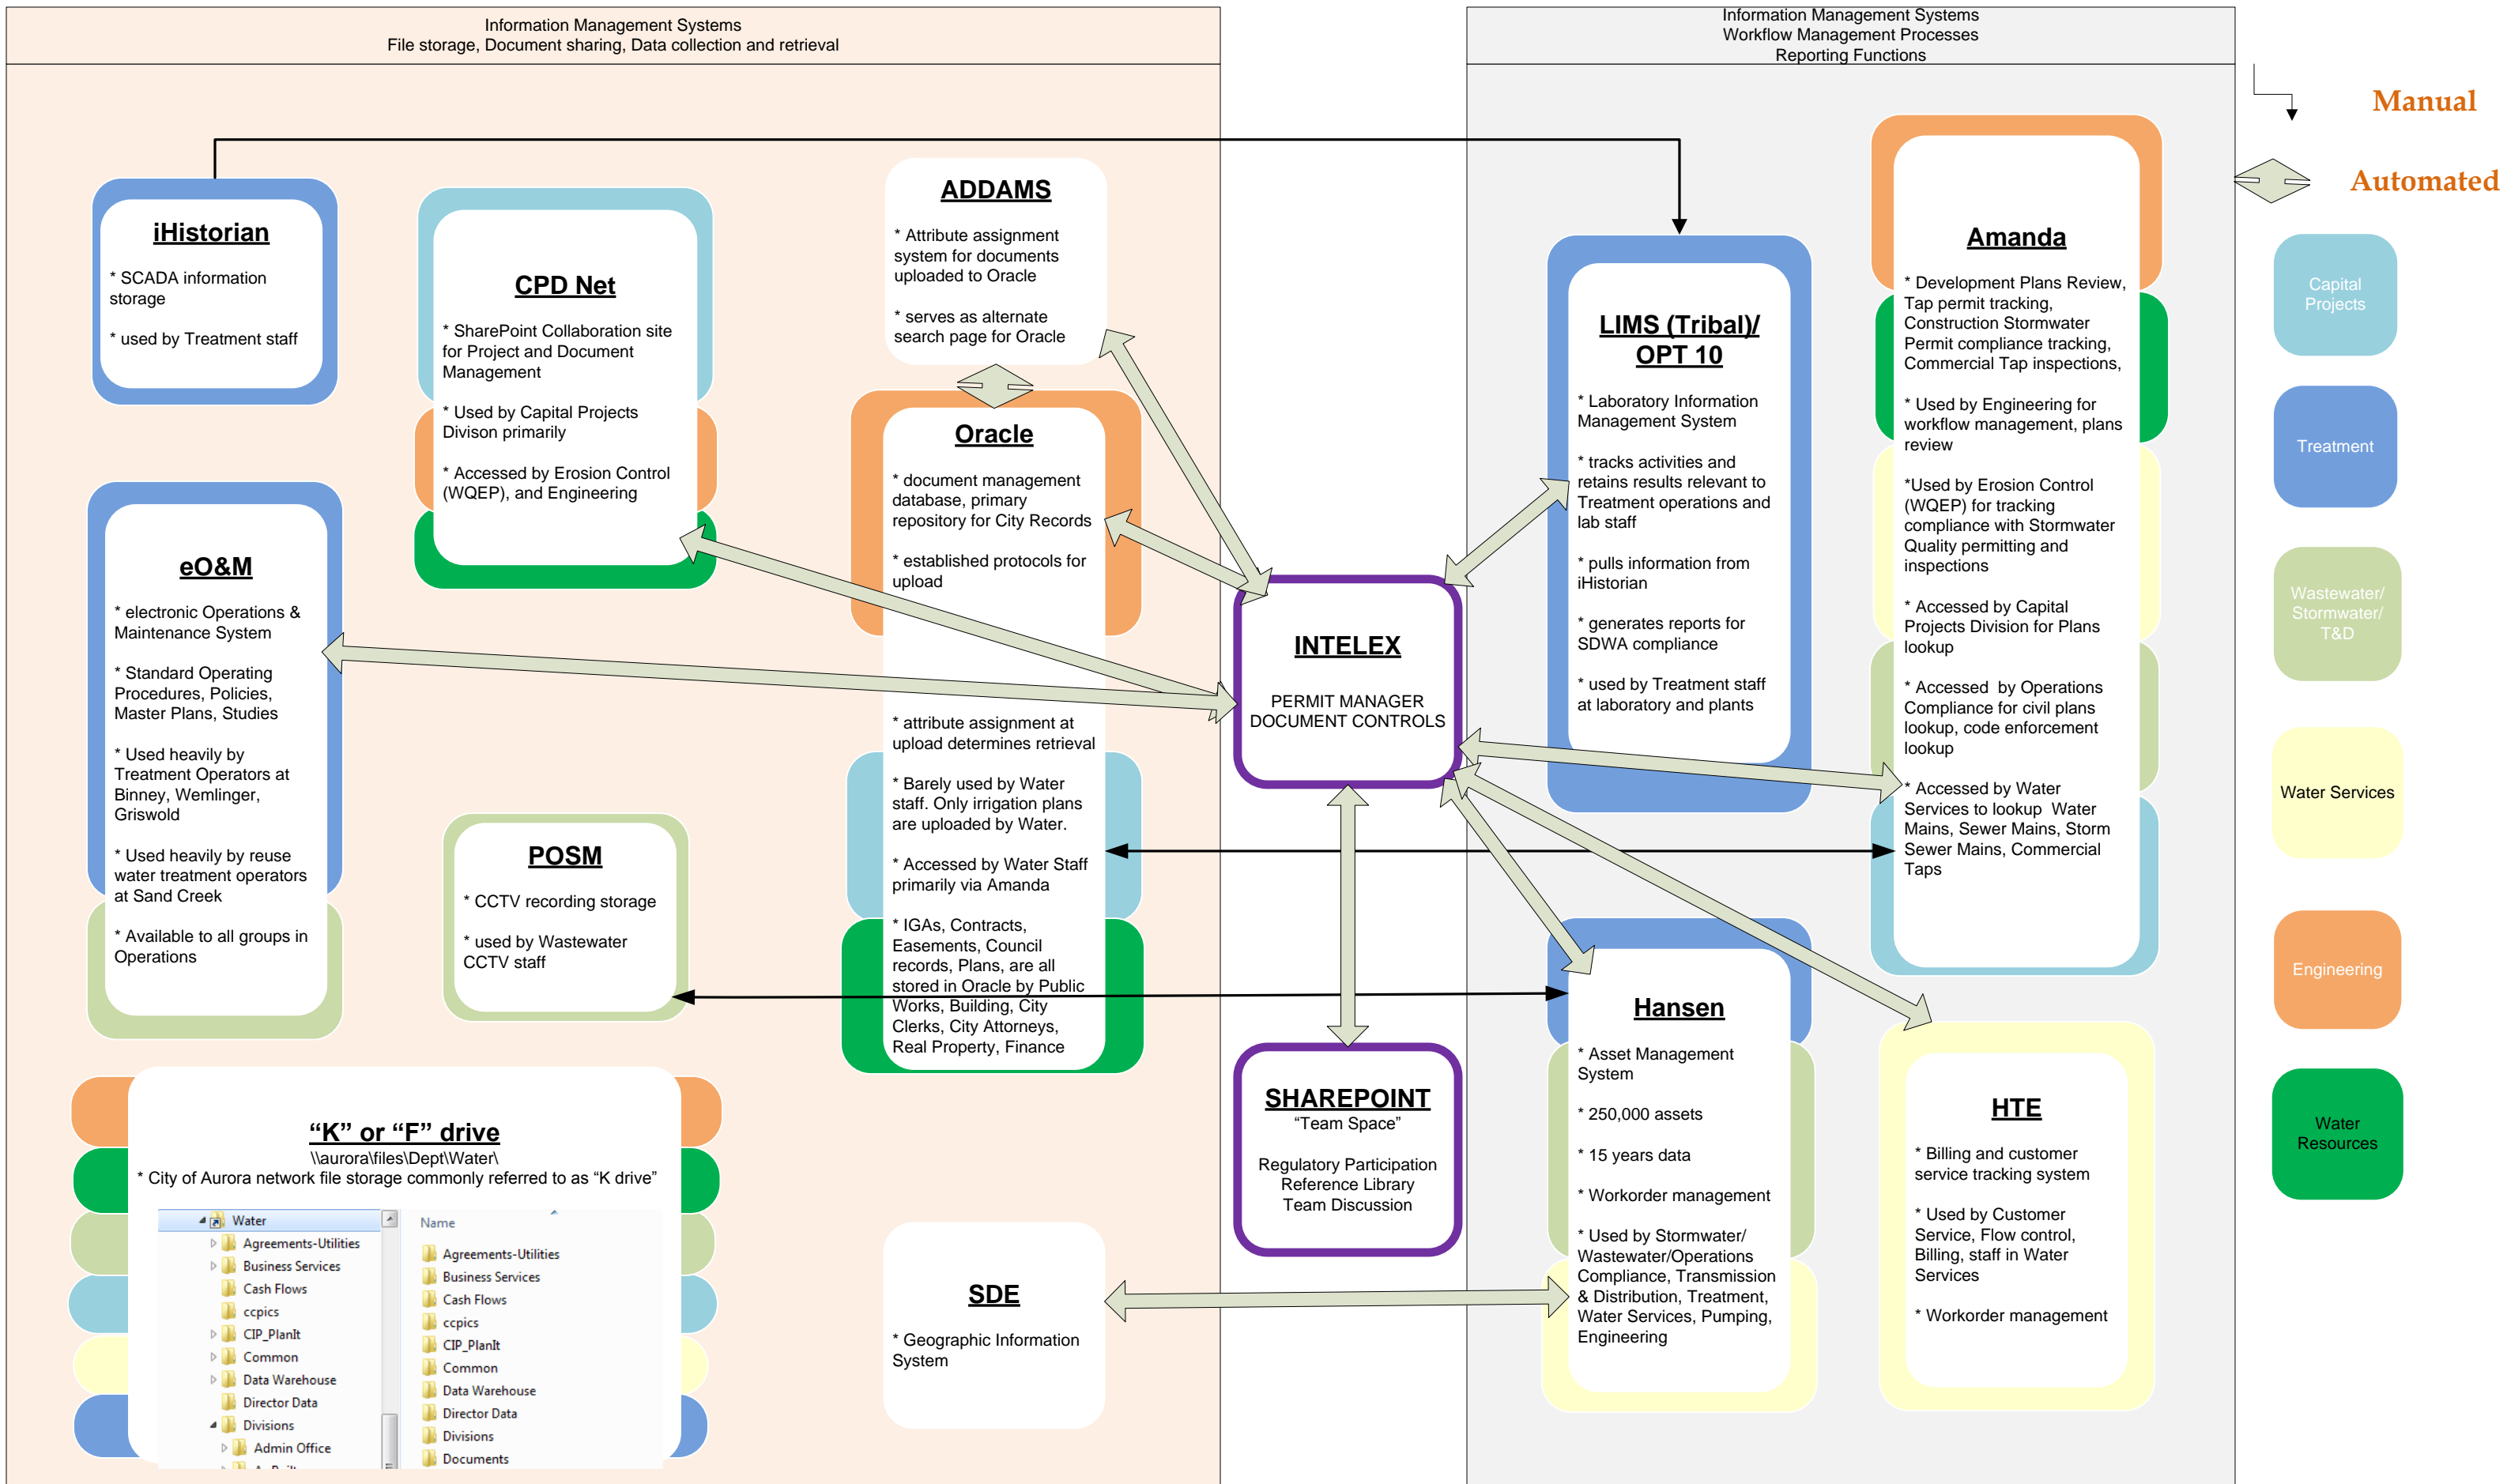 Information Management Systems
File storage, Document sharing, Data collection and retrieval
Information Management Systems
Workflow Management Processes
Reporting Functions
Manual
Automated
iHistorian
* SCADA information
storage
* used by Treatment staff
CPD Net
* SharePoint Collaboration site
for Project and Document
Management
* Used by Capital Projects
Divison primarily
* Accessed by Erosion Control
(WQEP), and Engineering
ADDAMS
* Attribute assignment
system for documents
uploaded to Oracle
* serves as alternate
search page for Oracle
Oracle
* document management
database, primary
repository for City Records
* established protocols for
upload
* attribute assignment at
upload determines retrieval
* Barely used by Water
staff. Only irrigation plans
are uploaded by Water.
* Accessed by Water Staff
primarily via Amanda
* IGAs, Contracts,
Easements, Council
records, Plans, are all
stored in Oracle by Public
Works, Building, City
Clerks, City Attorneys,
Real Property, Finance
eO&M
* electronic Operations &
Maintenance System
* Standard Operating
Procedures, Policies,
Master Plans, Studies
* Used heavily by
Treatment Operators at
Binney, Wemlinger,
Griswold
* Used heavily by reuse
water treatment operators
at Sand Creek
* Available to all groups in
Operations
POSM
* CCTV recording storage
* used by Wastewater
CCTV staff
"K" or "F" drive
\\aurora\files\Dept\Water\
* City of Aurora network file storage commonly referred to as "K drive"
Water
Agreements-Utilities
Business Services
Cash Flows
ccpics
CIP_PlanIt
Common
Data Warehouse
Director Data
Divisions
Admin Office
Name
Agreements-Utilities
Business Services
Cash Flows
ccpics
CIP_PlanIt
Common
Data Warehouse
Director Data
Divisions
Documents
SDE
* Geographic Information
System
INTELEX
PERMIT MANAGER
DOCUMENT CONTROLS
SHAREPOINT
“Team Space”
Regulatory Participation
Reference Library
Team Discussion
LIMS (Tribal)/
OPT 10
* Laboratory Information
Management System
* tracks activities and
retains results relevant to
Treatment operations and
lab staff
* pulls information from
iHistorian
* generates reports for
SDWA compliance
* used by Treatment staff
at laboratory and plants
Amanda
* Development Plans Review,
Tap permit tracking,
Construction Stormwater
Permit compliance tracking,
Commercial Tap inspections,
* Used by Engineering for
workflow management, plans
review
*Used by Erosion Control
(WQEP) for tracking
compliance with Stormwater
Quality permitting and
inspections
* Accessed by Capital
Projects Division for Plans
lookup
* Accessed by Operations
Compliance for civil plans
lookup, code enforcement
lookup
* Accessed by Water
Services to lookup Water
Mains, Sewer Mains, Storm
Sewer Mains, Commercial
Taps
Hansen
* Asset Management
System
* 250,000 assets
* 15 years data
* Workorder management
* Used by Stormwater/
Wastewater/Operations
Compliance, Transmission
& Distribution, Treatment,
Water Services, Pumping,
Engineering
HTE
* Billing and customer
service tracking system
* Used by Customer
Service, Flow control,
Billing, staff in Water
Services
* Workorder management
Capital
Projects
Treatment
Wastewater/
Stormwater/
T&D
Water Services
Engineering
Water
Resources